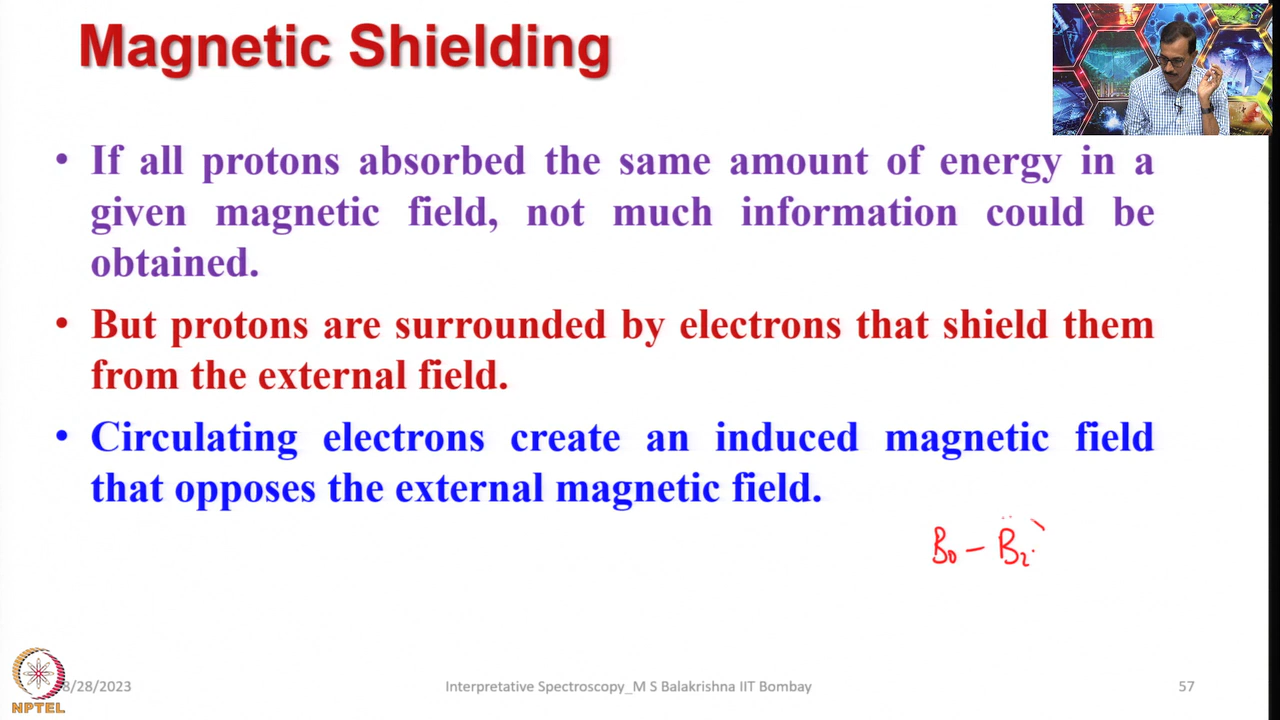 Magnetic Shielding
• If all protons absorbed the same amount of energy in a
given magnetic field, not much information could be
obtained.
• But protons are surrounded by electrons that shield them
from the external field.
• Circulating electrons create an induced magnetic field
that opposes the external magnetic field.
B₀ – B₂
8/28/2023
Interpretative Spectroscopy_M S Balakrishna IIT Bombay
57
NPTEL